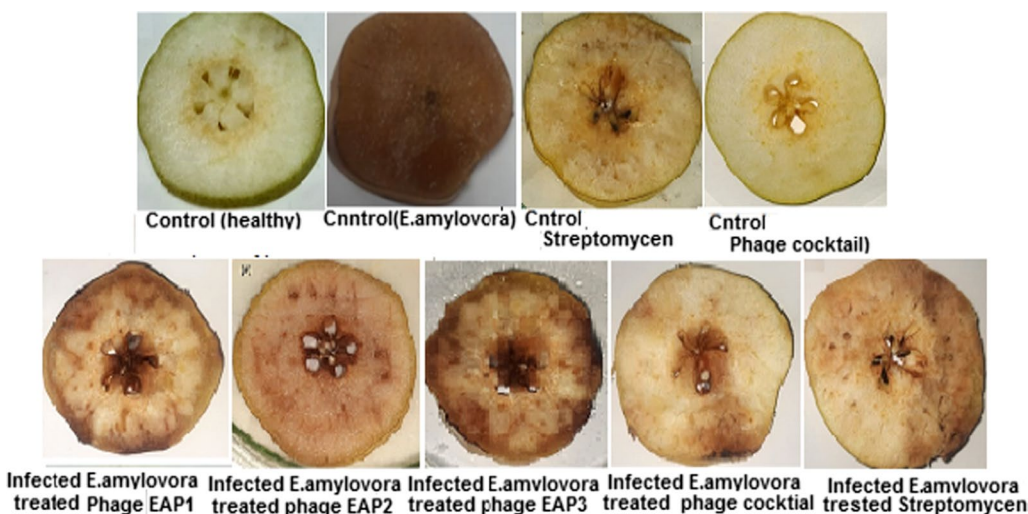 Control (healthy)
Cnntrol(E.amylovora)
Cntrol
Streptomycen
Cntrol
Phage cocktail)
Infected E.amylovora
treated Phage EAP1
Infected E.amylovora
treated phage EAP2
Infected E.amylovora
treated phage EAP3
Infected E.amylovora
treated phage cocktial
Infected E.amylovora
trested Streptomycen